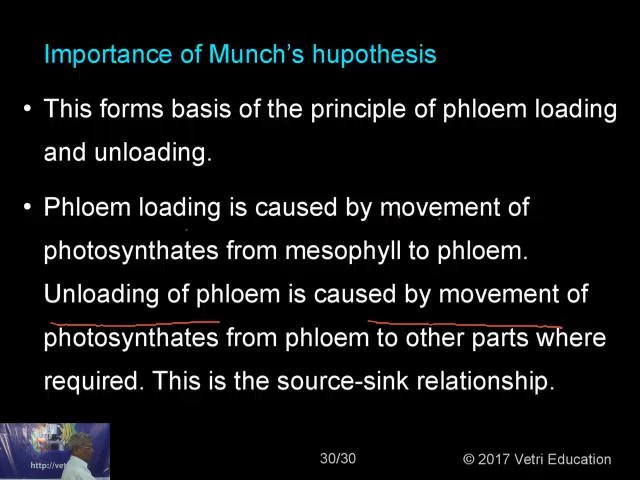 Importance of Munch's hupothesis
• This forms basis of the principle of phloem loading
and unloading.
• Phloem loading is caused by movement of
photosynthates from mesophyll to phloem.
Unloading of phloem is caused by movement of
photosynthates from phloem to other parts where
required. This is the source-sink relationship.
http://vet
30/30
© 2017 Vetri Education